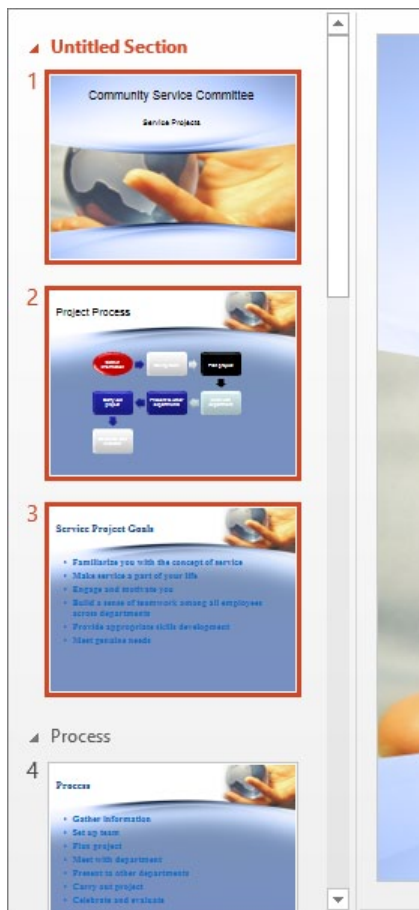 Untitled Section
1
Community Service Committee
Service Projects
2
Project Process
Plan project
3
Service Project Goals
Familiarize you with the concept of service
Make service a part of your life
Engage and motivate you
Build a sense of teamwork among all employees
across departments
Provide appropriate skills development
Meet genuine needs
Process
4
Process
Gather Information
Set up team
Plan project
Meet with department
Present to other departments
Carry out project
Celebrate and evaluate